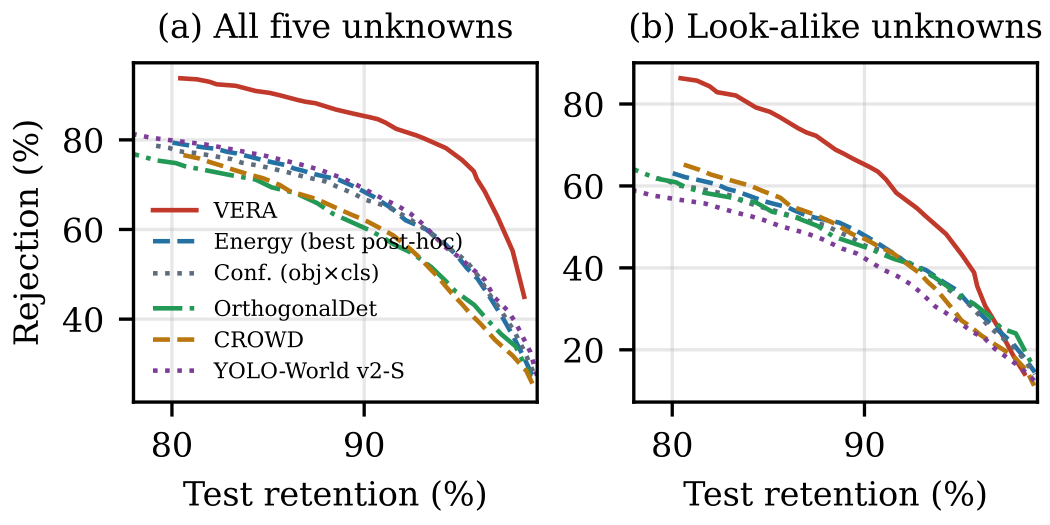 (a) All five unknowns
Rejection (%)
80
60
40
VERA
Energy (best post-hoc)
Conf. (obj×cls)
OrthogonalDet
CROWD
YOLO-World v2-S
80 90
Test retention (%)
(b) Look-alike unknowns
80
60
40
20
80 90
Test retention (%)